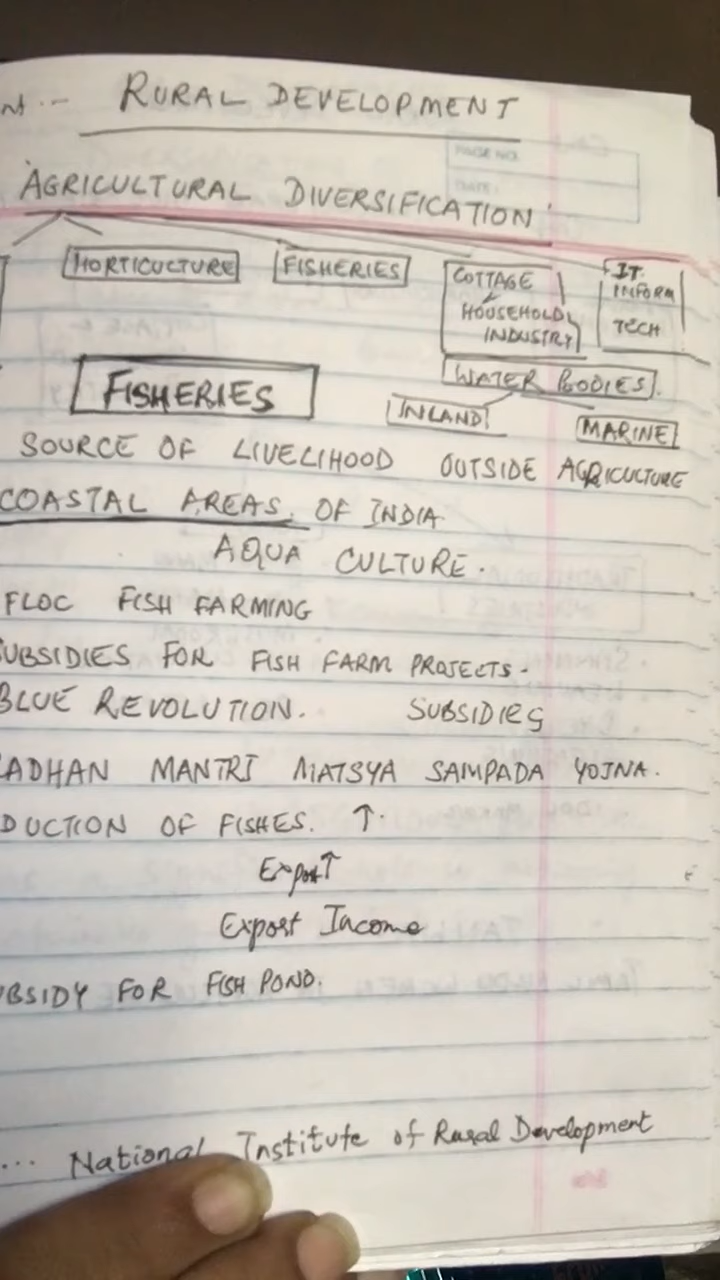 RURAL DEVELOPMENT
AGRICULTURAL DIVERSIFICATION
HORTICULTURE FISHERIES COTTAGE HOUSEHOLD INDUSTRY IT INFORM TECH
FISHERIES
WATER BODIES.
INLAND MARINE
SOURCE OF LIVELIHOOD OUTSIDE AGRICULTURE
COASTAL AREAS, OF INDIA.
AQUA CULTURE.
FLOC FISH FARMING
UBSIDIES FOR FISH FARM PROJECTS.
BLUE REVOLUTION. SUBSIDIES
ADHAN MANTRI MATSYA SAMPADA YOJNA.
DUCTION OF FISHES. ↑.
Export↑
Export Income
BSIDY FOR FISH POND.
... National Institute of Rural Development